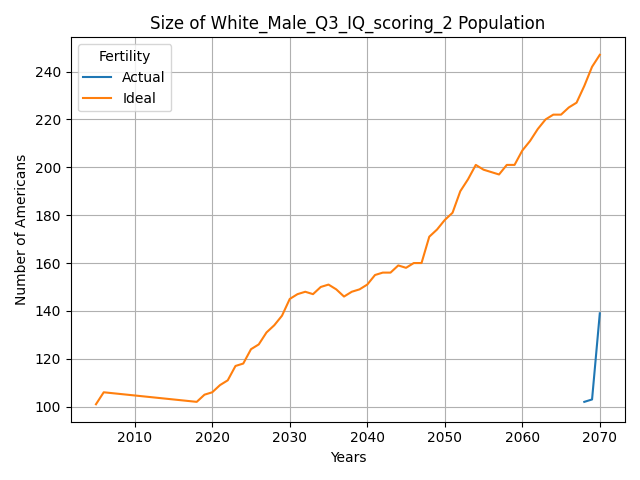 Size of White_Male_Q3_IQ_scoring_2 Population
Fertility
Actual
Ideal
Number of Americans
240
220
200
180
160
140
120
100
2010 2020 2030 2040 2050 2060 2070
Years